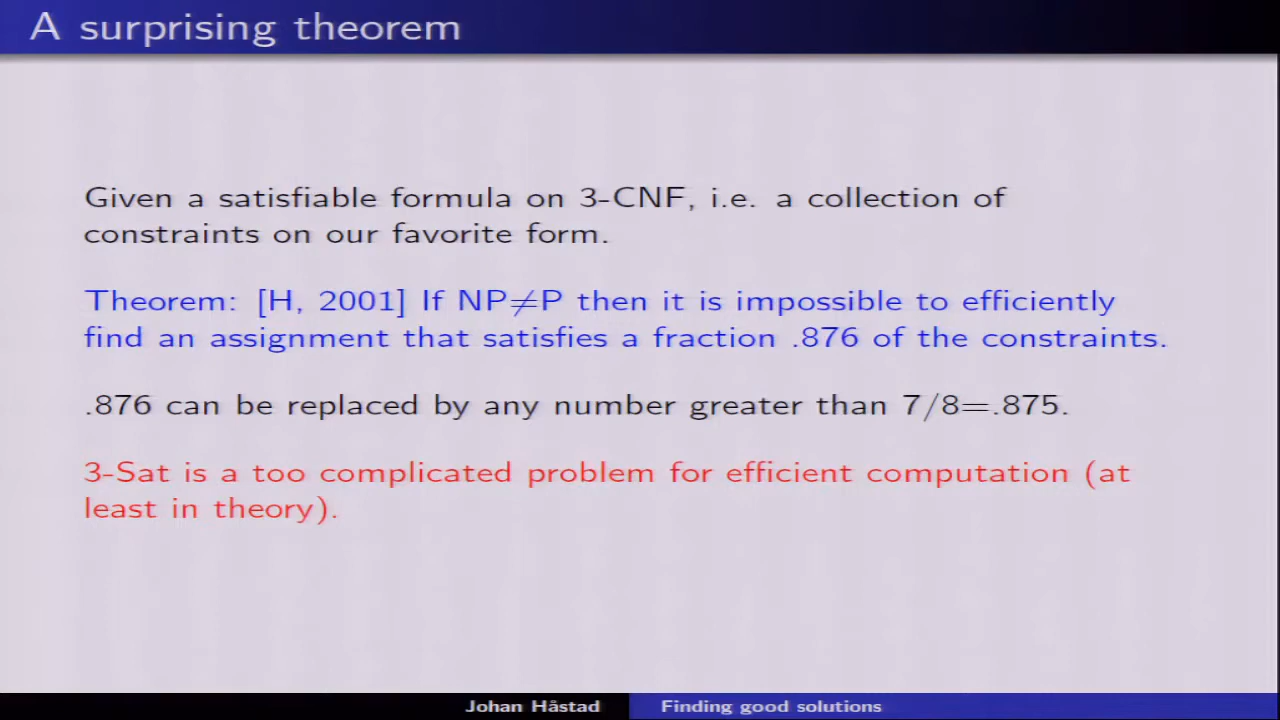 A surprising theorem
Given a satisfiable formula on 3-CNF, i.e. a collection of
constraints on our favorite form.
Theorem: [H, 2001] If NP≠P then it is impossible to efficiently
find an assignment that satisfies a fraction .876 of the constraints.
.876 can be replaced by any number greater than 7/8=.875.
3-Sat is a too complicated problem for efficient computation (at
least in theory).
Johan Håstad
Finding good solutions